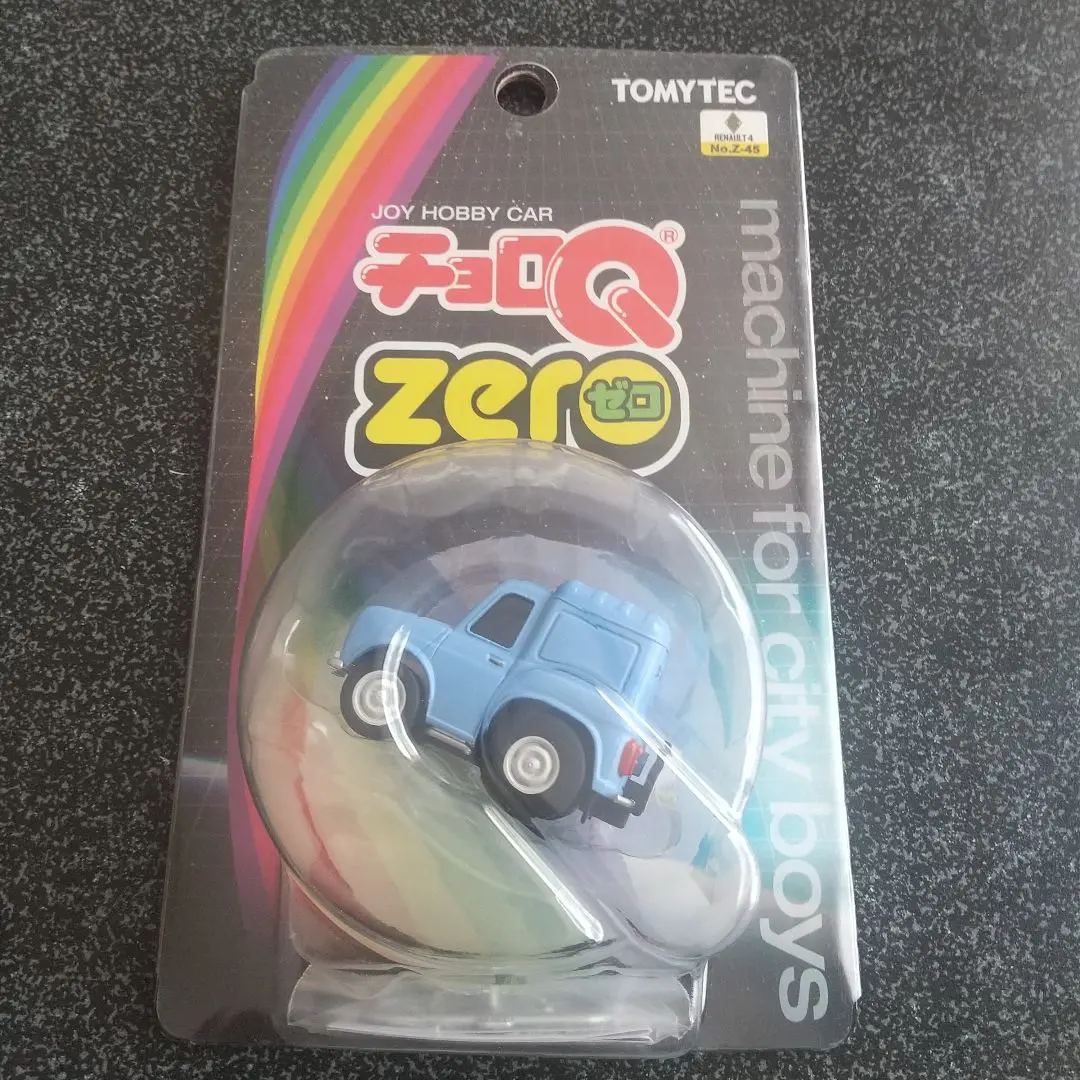 TOMYTEC
RENAULT 4
No.Z-45
JOY HOBBY CAR
チョロQ®
zero
ゼロ
machine for city boys